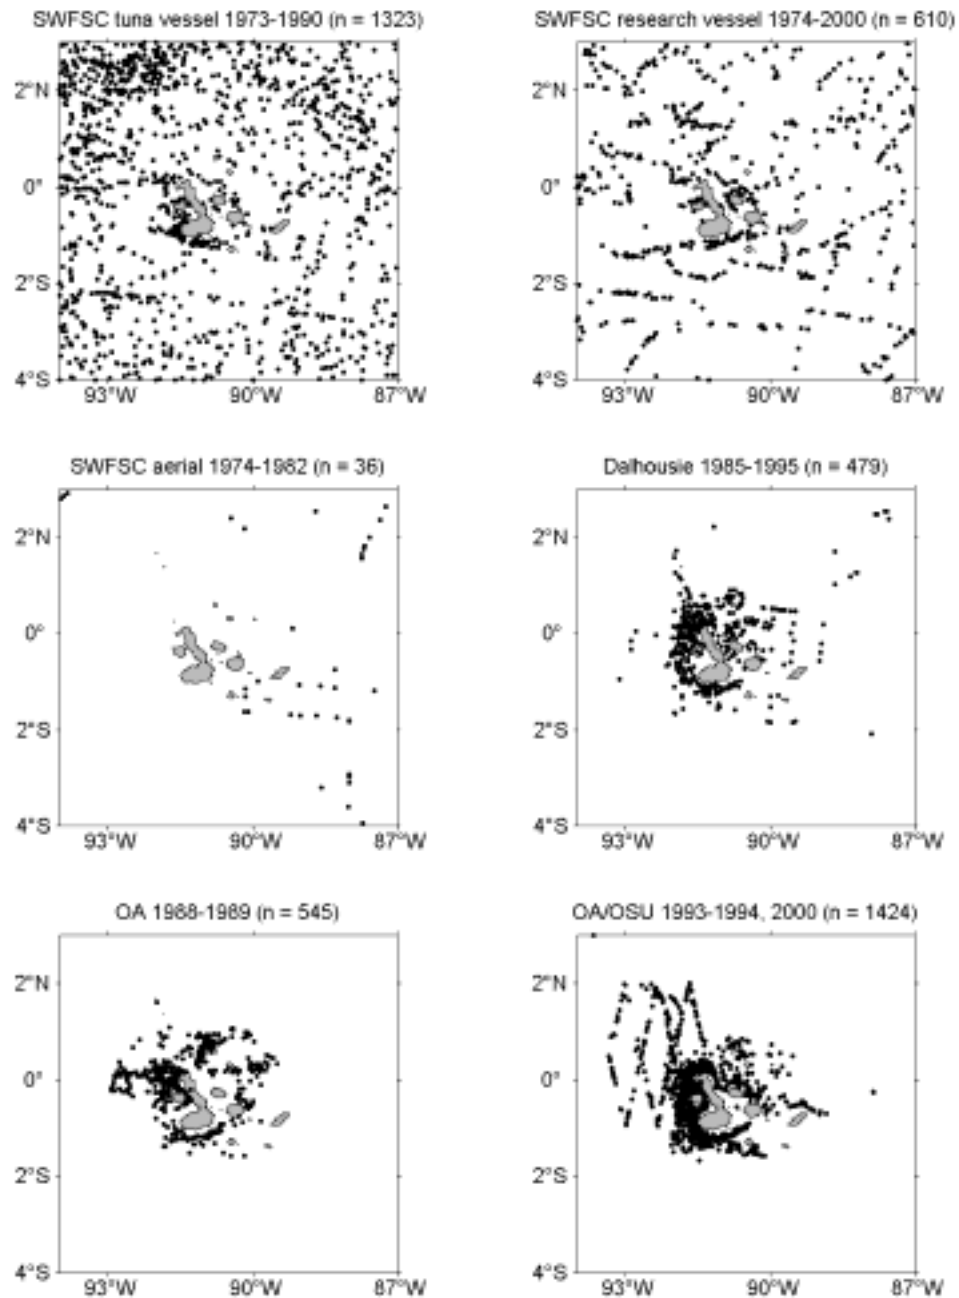 SWFSC tuna vessel 1973-1990 (n = 1323)
2°N
0°
2°S
4°S
93°W 90°W 87°W
SWFSC research vessel 1974-2000 (n = 610)
2°N
0°
2°S
4°S
93°W 90°W 87°W
SWFSC aerial 1974-1982 (n = 36)
2°N
0°
2°S
4°S
93°W 90°W 87°W
Dalhousie 1985-1995 (n = 479)
2°N
0°
2°S
4°S
93°W 90°W 87°W
OA 1988-1989 (n = 545)
2°N
0°
2°S
4°S
93°W 90°W 87°W
OA/OSU 1993-1994, 2000 (n = 1424)
2°N
0°
2°S
4°S
93°W 90°W 87°W